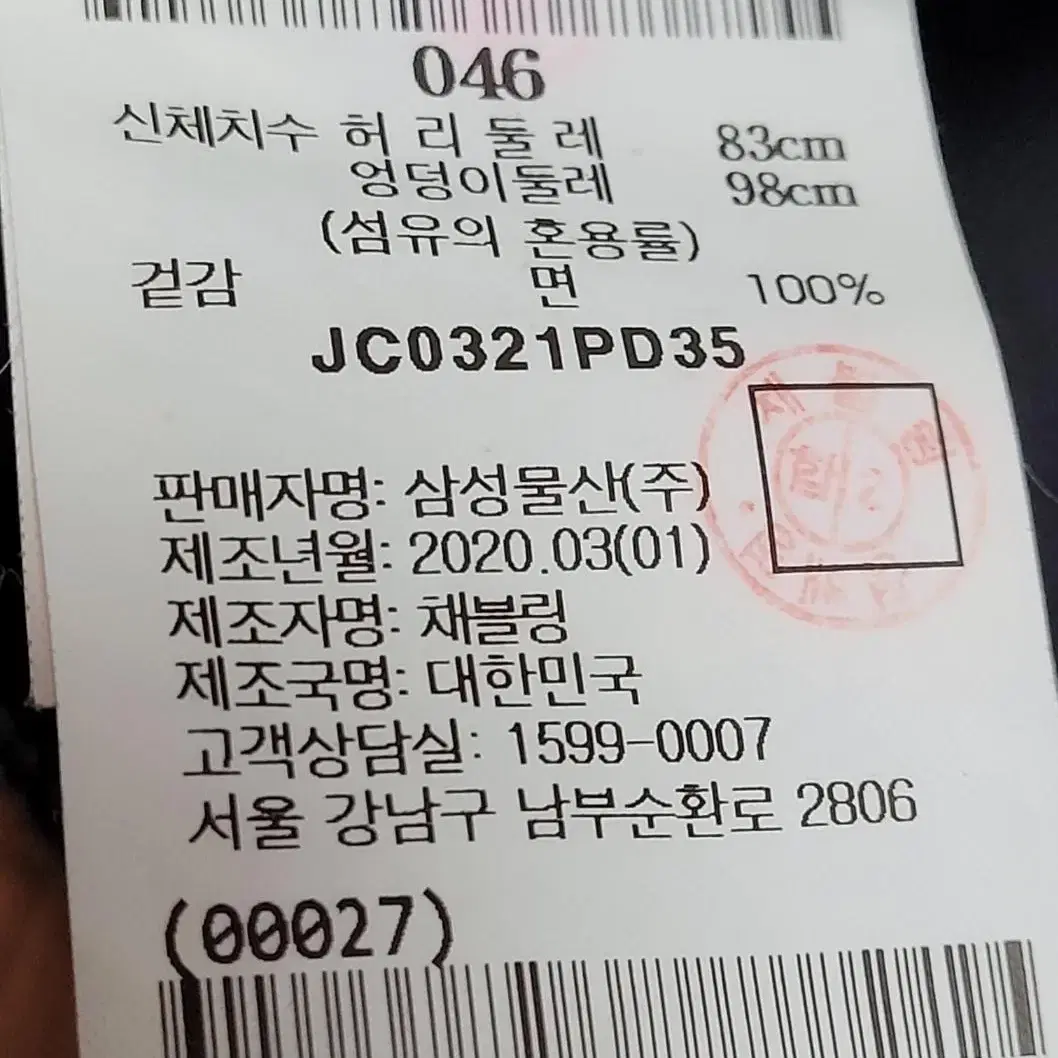 046
신체치수 허 리 둘 레 83cm
엉덩이둘레 98cm
(섬유의 혼용률)
겉감 면 100%
JC0321PD35
판매자명: 삼성물산(주)
제조년월: 2020.03(01)
제조자명: 채블링
제조국명: 대한민국
고객상담실: 1599-0007
서울 강남구 남부순환로 2806
(00027)